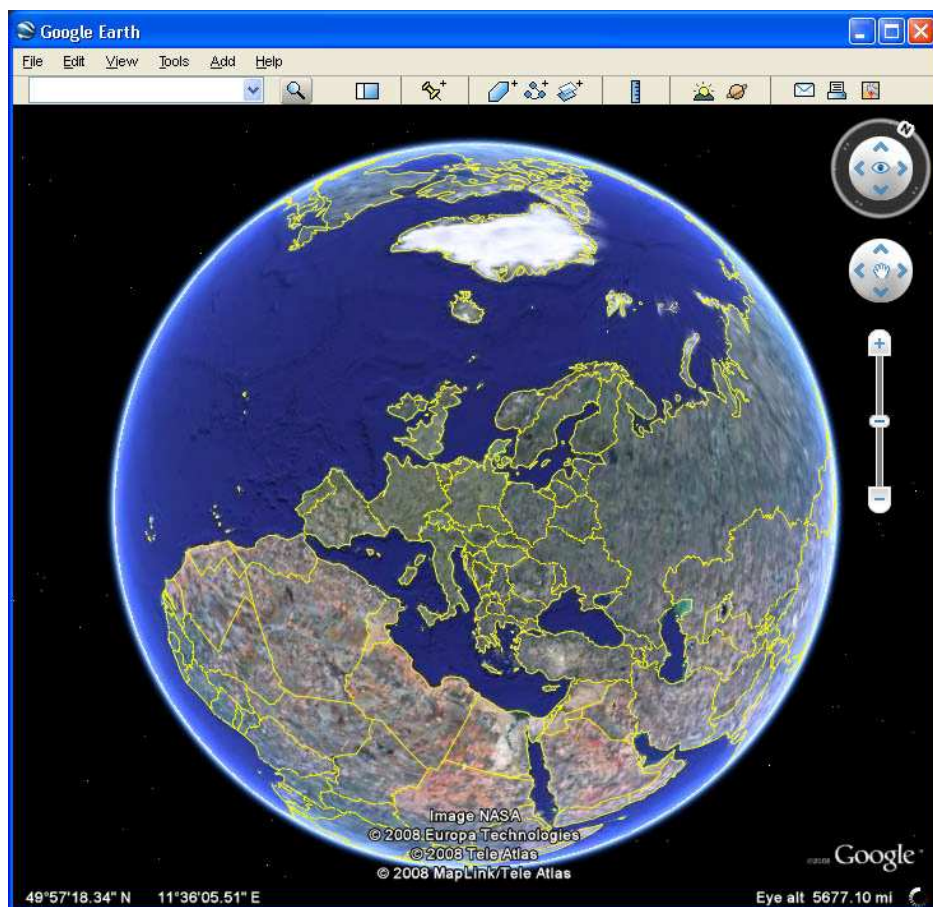 Google Earth
File Edit View Tools Add Help
N
Image NASA
© 2008 Europa Technologies
© 2008 Tele Atlas
© 2008 MapLink/Tele Atlas
Google
49°57'18.34" N 11°36'05.51" E
Eye alt 5677.10 mi